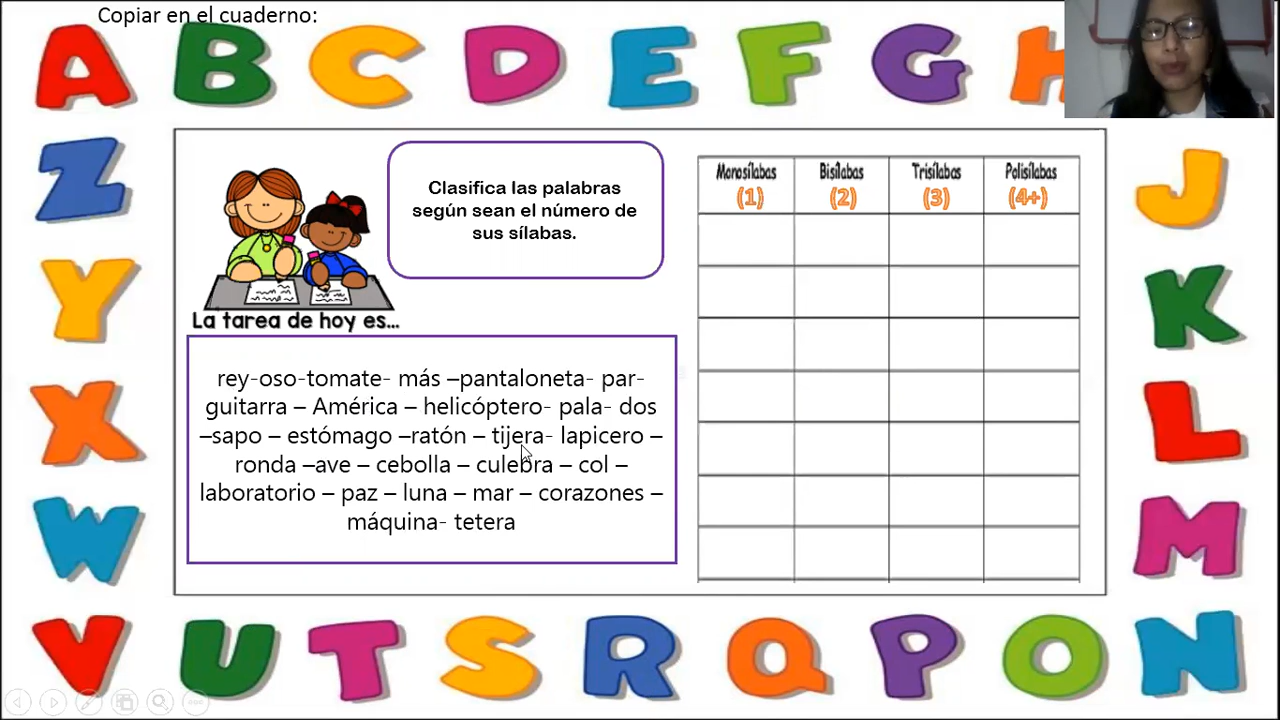 Copiar en el cuaderno:
A B C D E F G H
Z
Y
X
W
V U T S R Q P O N
J
K
L
M
Clasifica las palabras
según sean el número de
sus sílabas.
La tarea de hoy es...
rey-oso-tomate- más –pantaloneta- par-
guitarra – América – helicóptero- pala- dos
–sapo – estómago –ratón – tijera- lapicero –
ronda –ave – cebolla – culebra – col –
laboratorio – paz – luna – mar – corazones –
máquina- tetera
Monosílabas Bisílabas Trisílabas Polisílabas
(1) (2) (3) (4+)